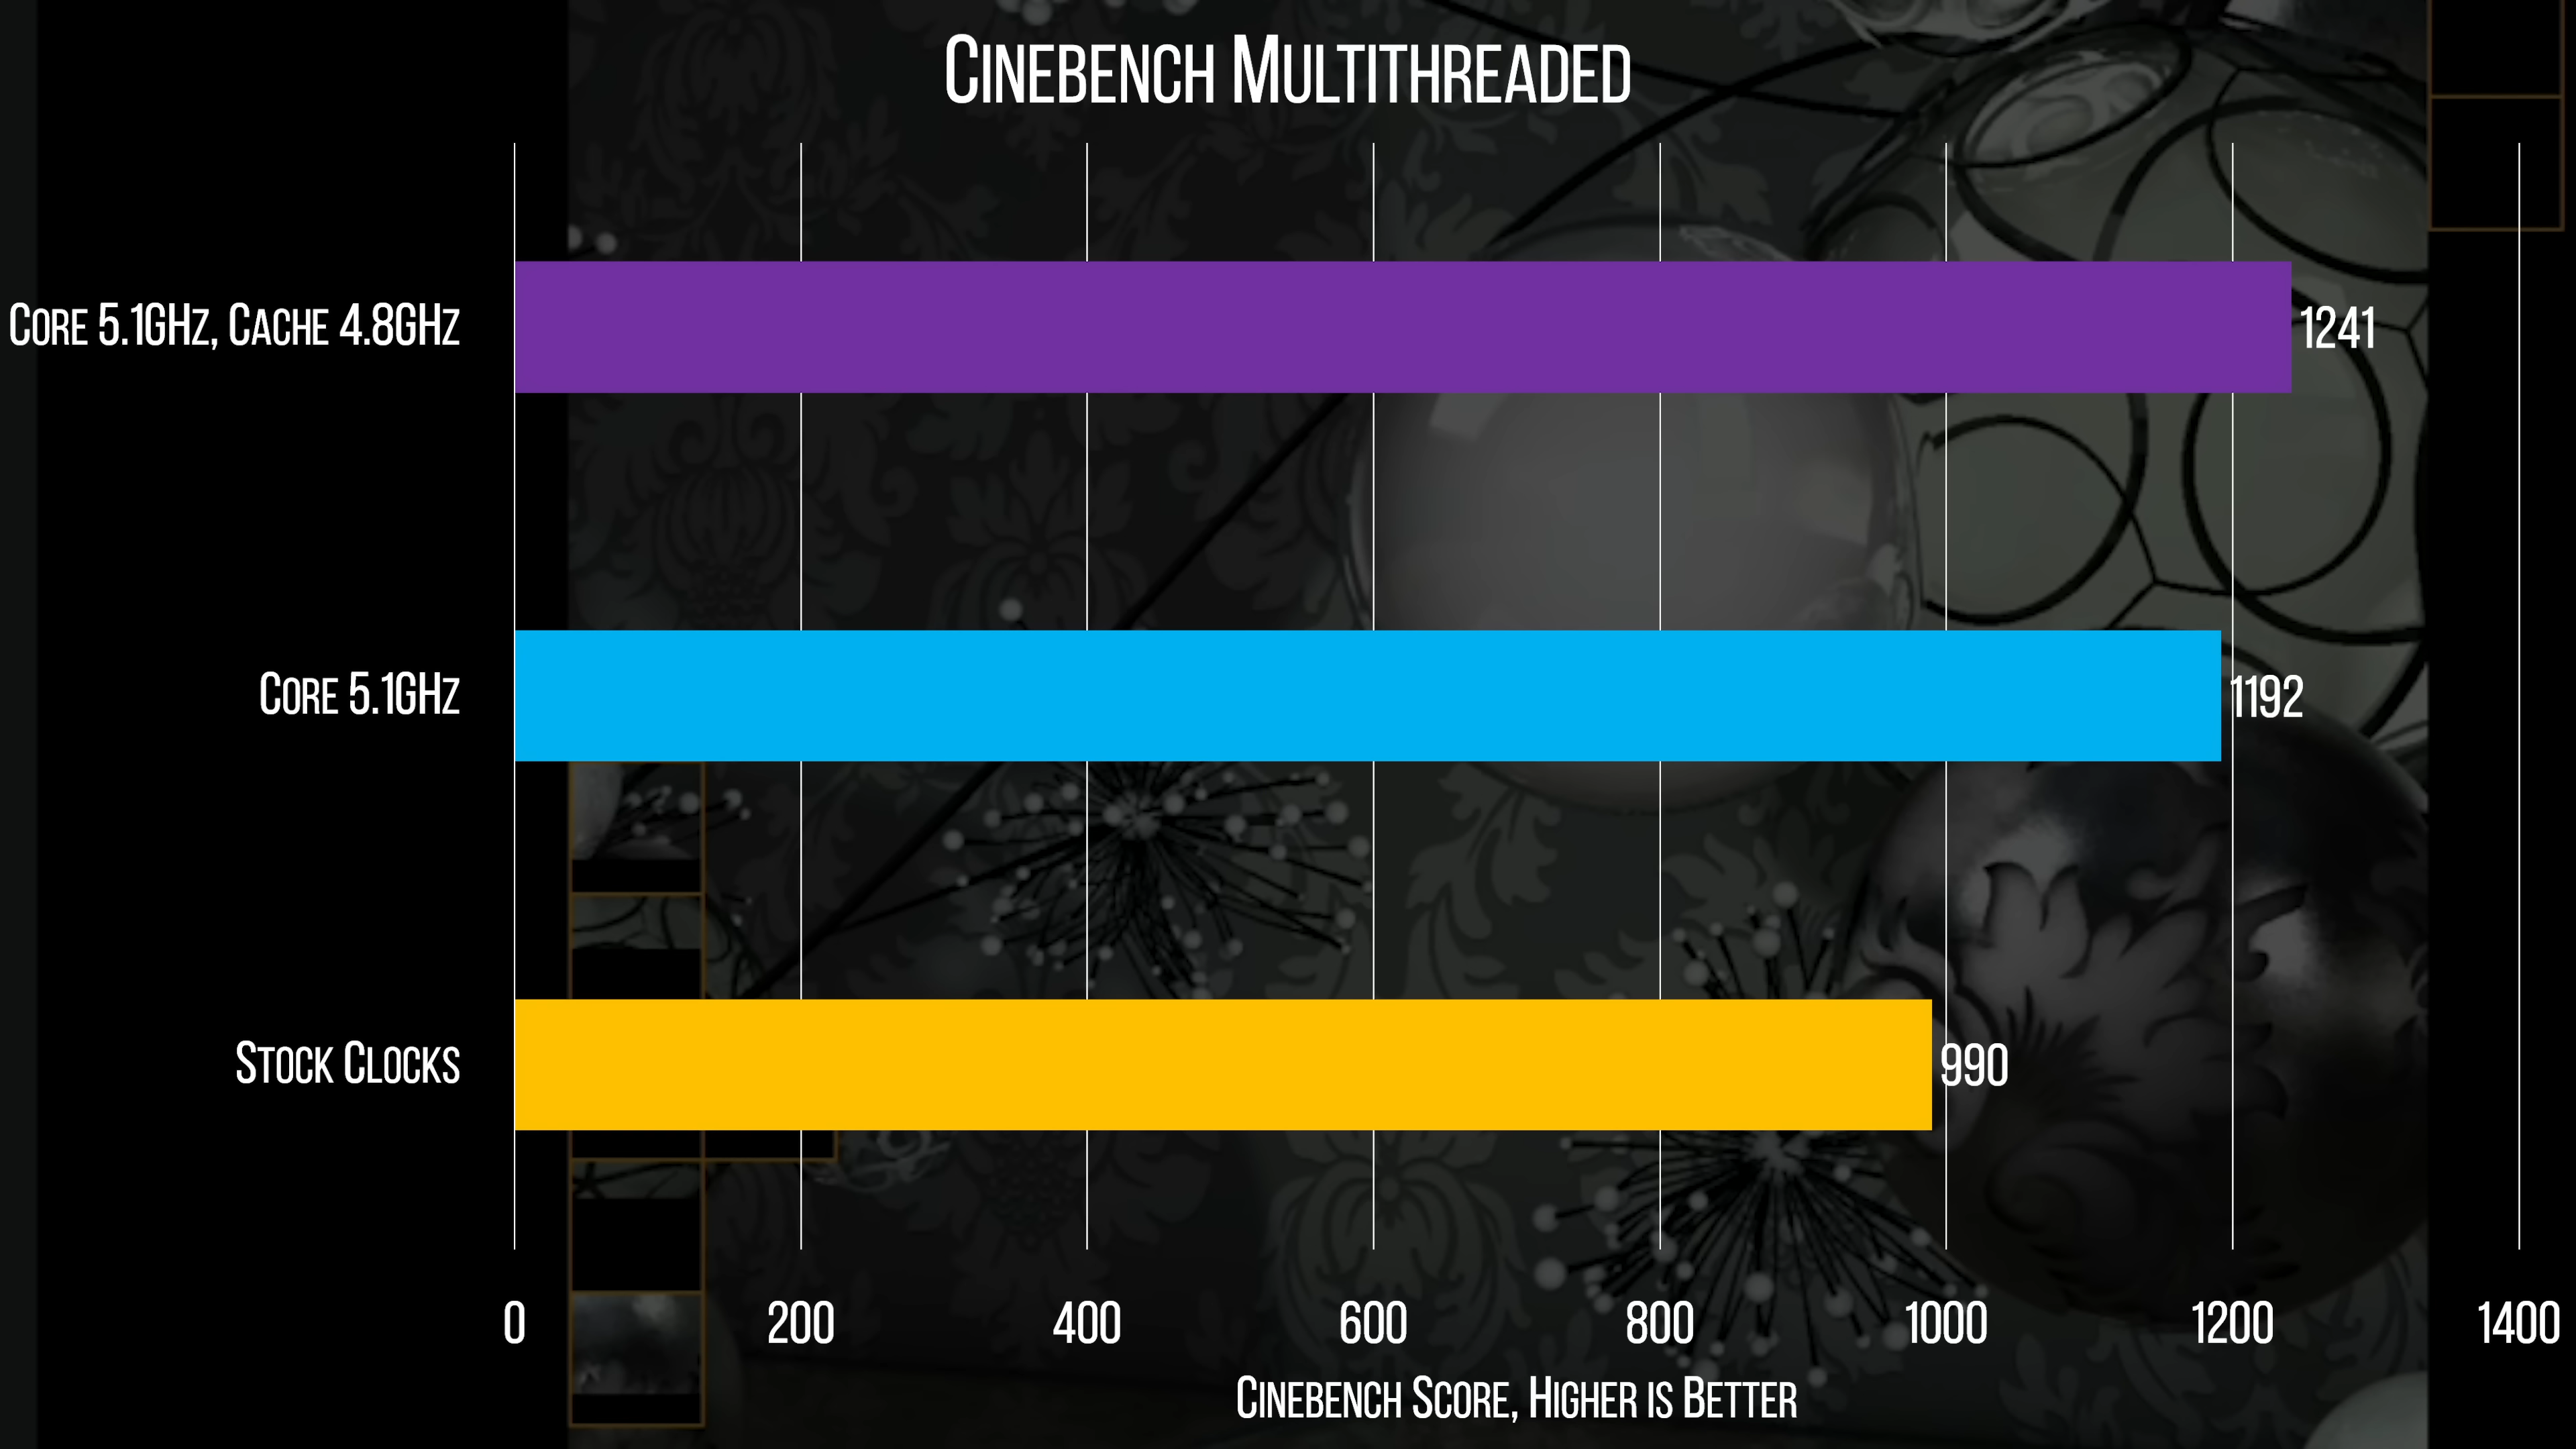 Cinebench Multithreaded
Core 5.1GHz, Cache 4.8GHz
1241
Core 5.1GHz
1192
Stock Clocks
990
0 200 400 600 800 1000 1200 1400
Cinebench Score, Higher is Better